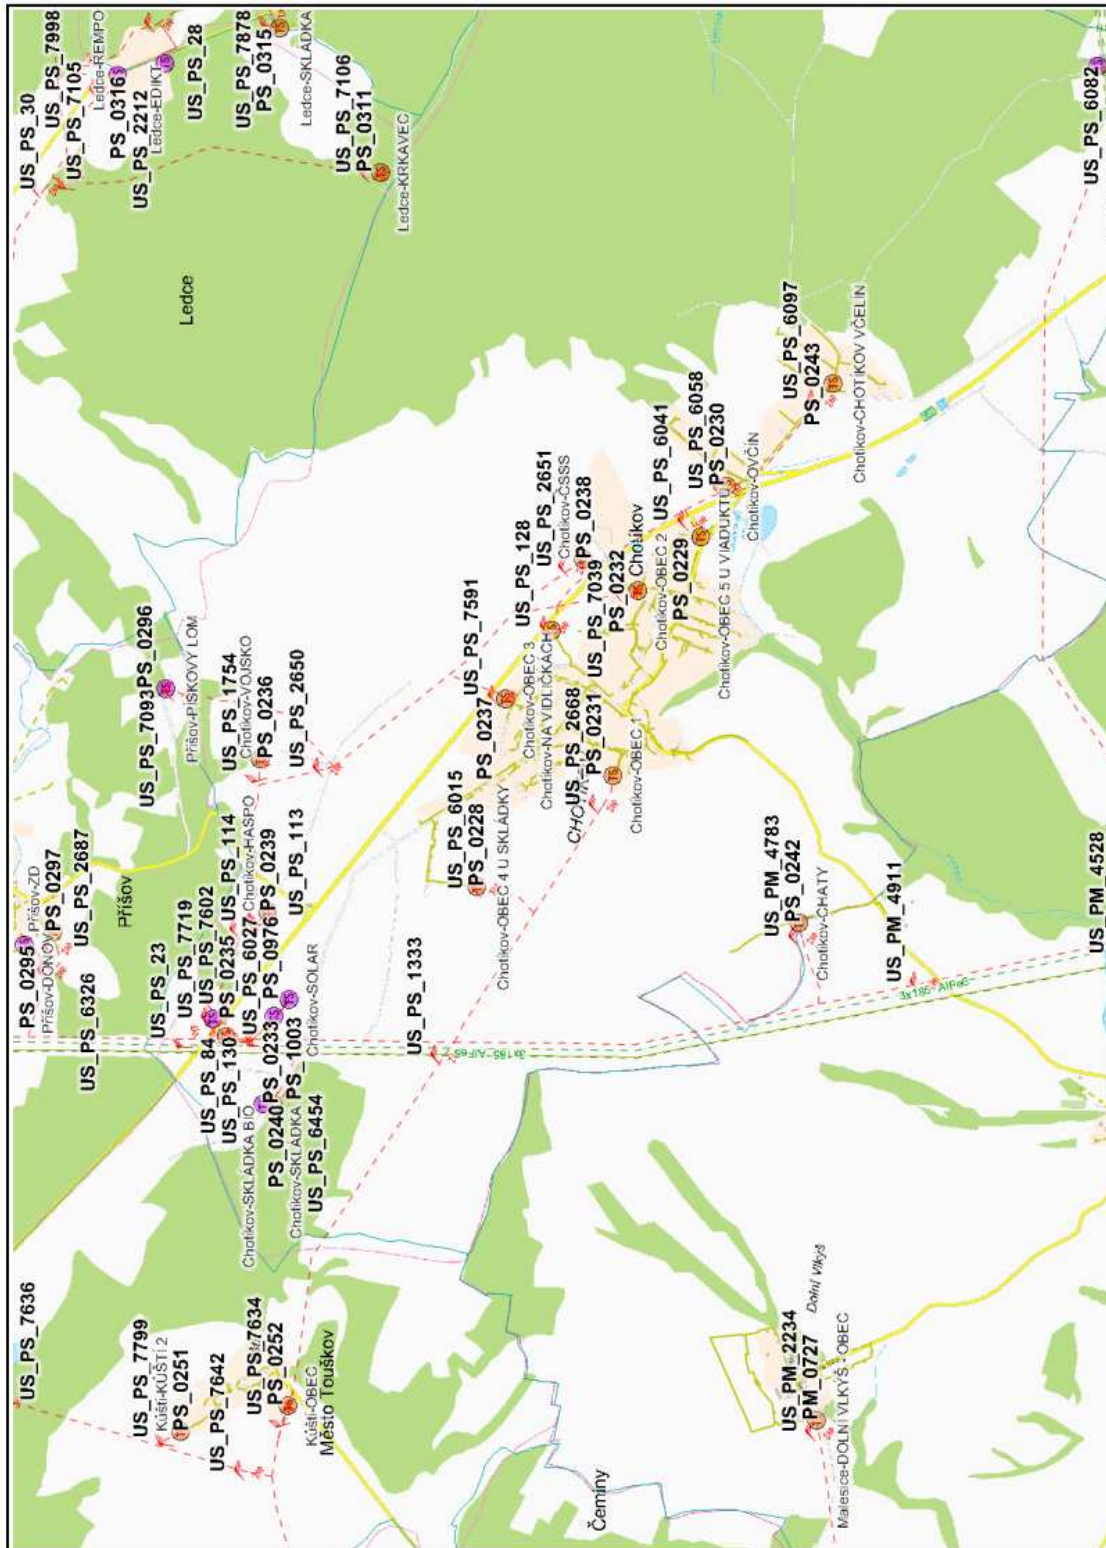 US_PS_30
US_PS_7998
US_PS_7105
Ledce-REMPO
PS_0316
US_PS_2212
Ledce-EDIKT
US_PS_28
US_PS_7878
PS_0315
Ledce-SKLÁDKA
US_PS_7106
PS_0311
Ledce-KRKAVEC
US_PS_6082
Ledce
US_PS_6097
PS_0243
Chotíkov-CHOTÍKOV VČELÍN
US_PS_6041
US_PS_6058
PS_0230
Chotíkov-OVČÍN
US_PS_128
US_PS_2651
Chotíkov-ČSSS
PS_0238
US_PS_7039
PS_0232
Chotíkov
Chotíkov-OBEC 2
PS_0229
Chotíkov-OBEC 5 U VIADUKTU
US_PS_7093
PS_0296
Příšov-PÍSKOVÝ LOM
US_PS_1754
Chotíkov-VOJSKO
PS_0236
US_PS_2650
US_PS_7591
PS_0237
Chotíkov-OBEC 3
Chotíkov-NA VIDLIČKÁCH
US_PS_2668
PS_0231
Chotíkov-OBEC 1
US_PS_6015
PS_0228
Chotíkov-OBEC 4 U SKLÁDKY
PS_0295
Příšov-ZD
Příšov-DONOV
PS_0297
US_PS_2687
US_PS_6326
Příšov
US_PS_23
US_PS_7719
US_PS_7602
US_PS_114
Chotíkov-HASPO
PS_0235
US_PS_6027
PS_0239
PS_0976
US_PS_113
US_PS_84
US_PS_130
PS_0233
PS_1003
Chotíkov-SOLAR
Chotíkov-SKLÁDKA BIO
PS_0240
Chotíkov-SKLÁDKA
US_PS_6454
US_PS_1333
3x185 AlFe6
US_PM_4783
PS_0242
Chotíkov-CHATY
US_PM_4911
3x185 AlFe6
US_PM_4528
US_PS_7636
US_PS_7799
Kůští-KŮŠTÍ 2
PS_0251
US_PS_7642
US_PS_7634
PS_0252
Kůští-OBEC
Město Touškov
US_PM_2234
PM_0727
Dolní Vlkýš
Malesice-DOLNÍ VLKÝŠ - OBEC
Čemíny